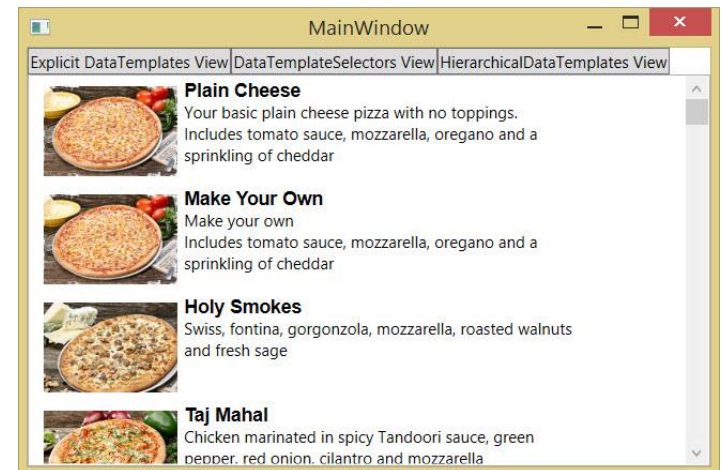 MainWindow
Explicit DataTemplates View DataTemplateSelectors View HierarchicalDataTemplates View
Plain Cheese
Your basic plain cheese pizza with no toppings.
Includes tomato sauce, mozzarella, oregano and a
sprinkling of cheddar
Make Your Own
Make your own
Includes tomato sauce, mozzarella, oregano and a
sprinkling of cheddar
Holy Smokes
Swiss, fontina, gorgonzola, mozzarella, roasted walnuts
and fresh sage
Taj Mahal
Chicken marinated in spicy Tandoori sauce, green
pepper, red onion, cilantro and mozzarella